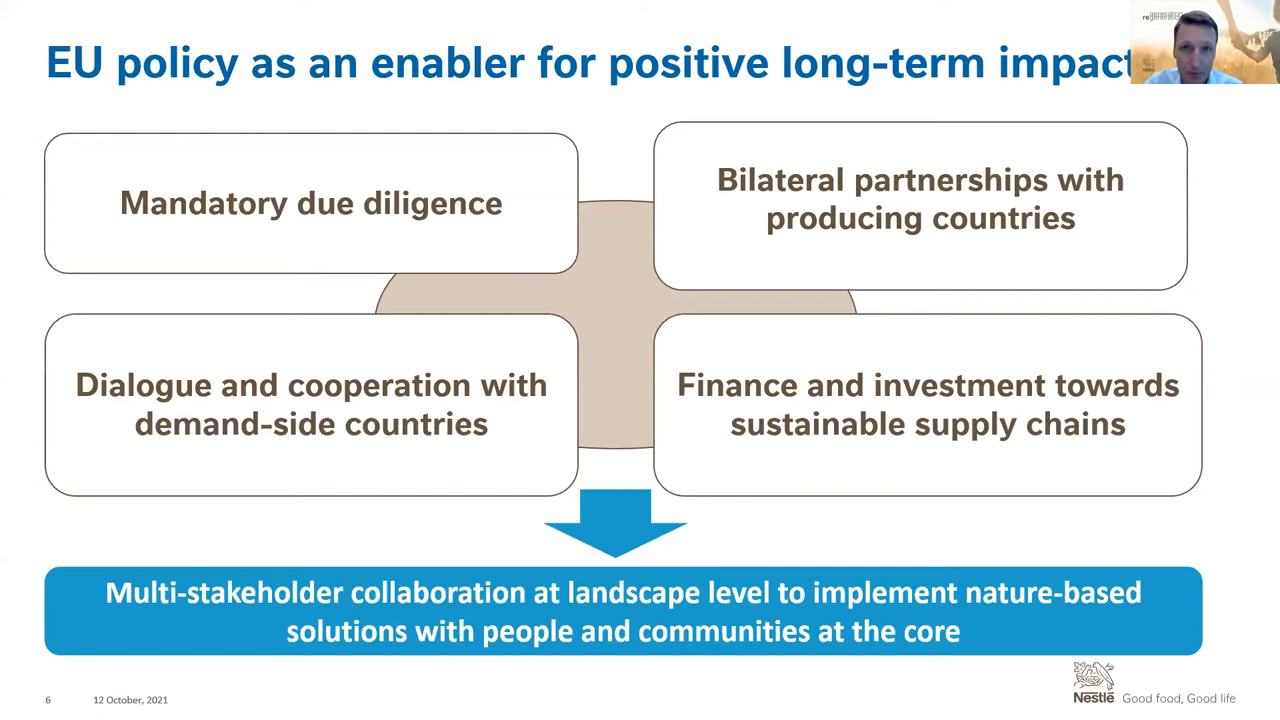 EU policy as an enabler for positive long-term impact
generation
regeneration
Mandatory due diligence
Bilateral partnerships with
producing countries
Dialogue and cooperation with
demand-side countries
Finance and investment towards
sustainable supply chains
Multi-stakeholder collaboration at landscape level to implement nature-based
solutions with people and communities at the core
6
12 October, 2021
Nestlé
Good food, Good life